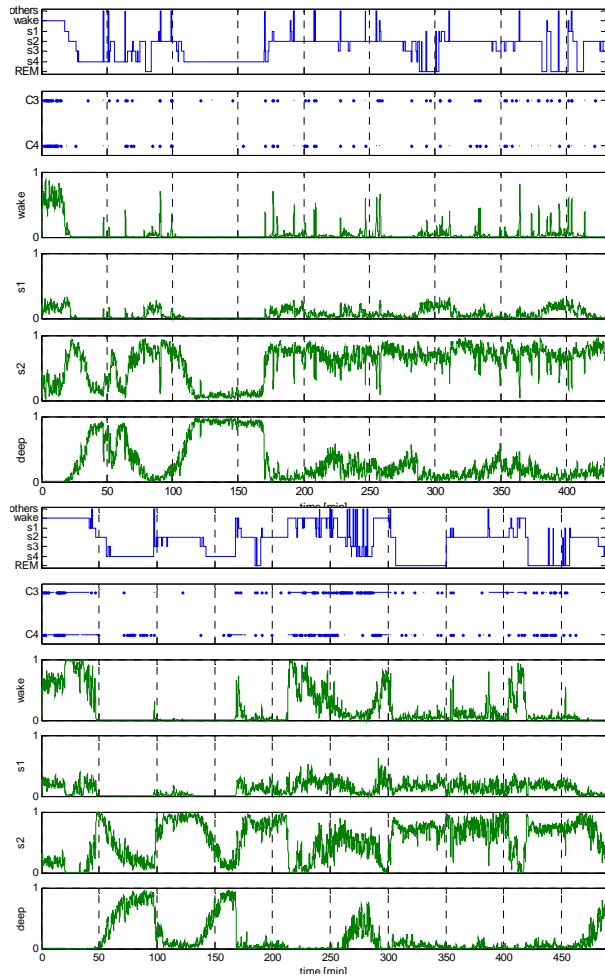 others
wake
s1
s2
s3
s4
REM
C3
C4
1
wake
0
1
s1
0
1
s2
0
1
deep
0
0 50 100 150 200 250 300 350 400
time [min]
others
wake
s1
s2
s3
s4
REM
C3
C4
1
wake
0
1
s1
0
1
s2
0
1
deep
0
0 50 100 150 200 250 300 350 400 450
time [min]